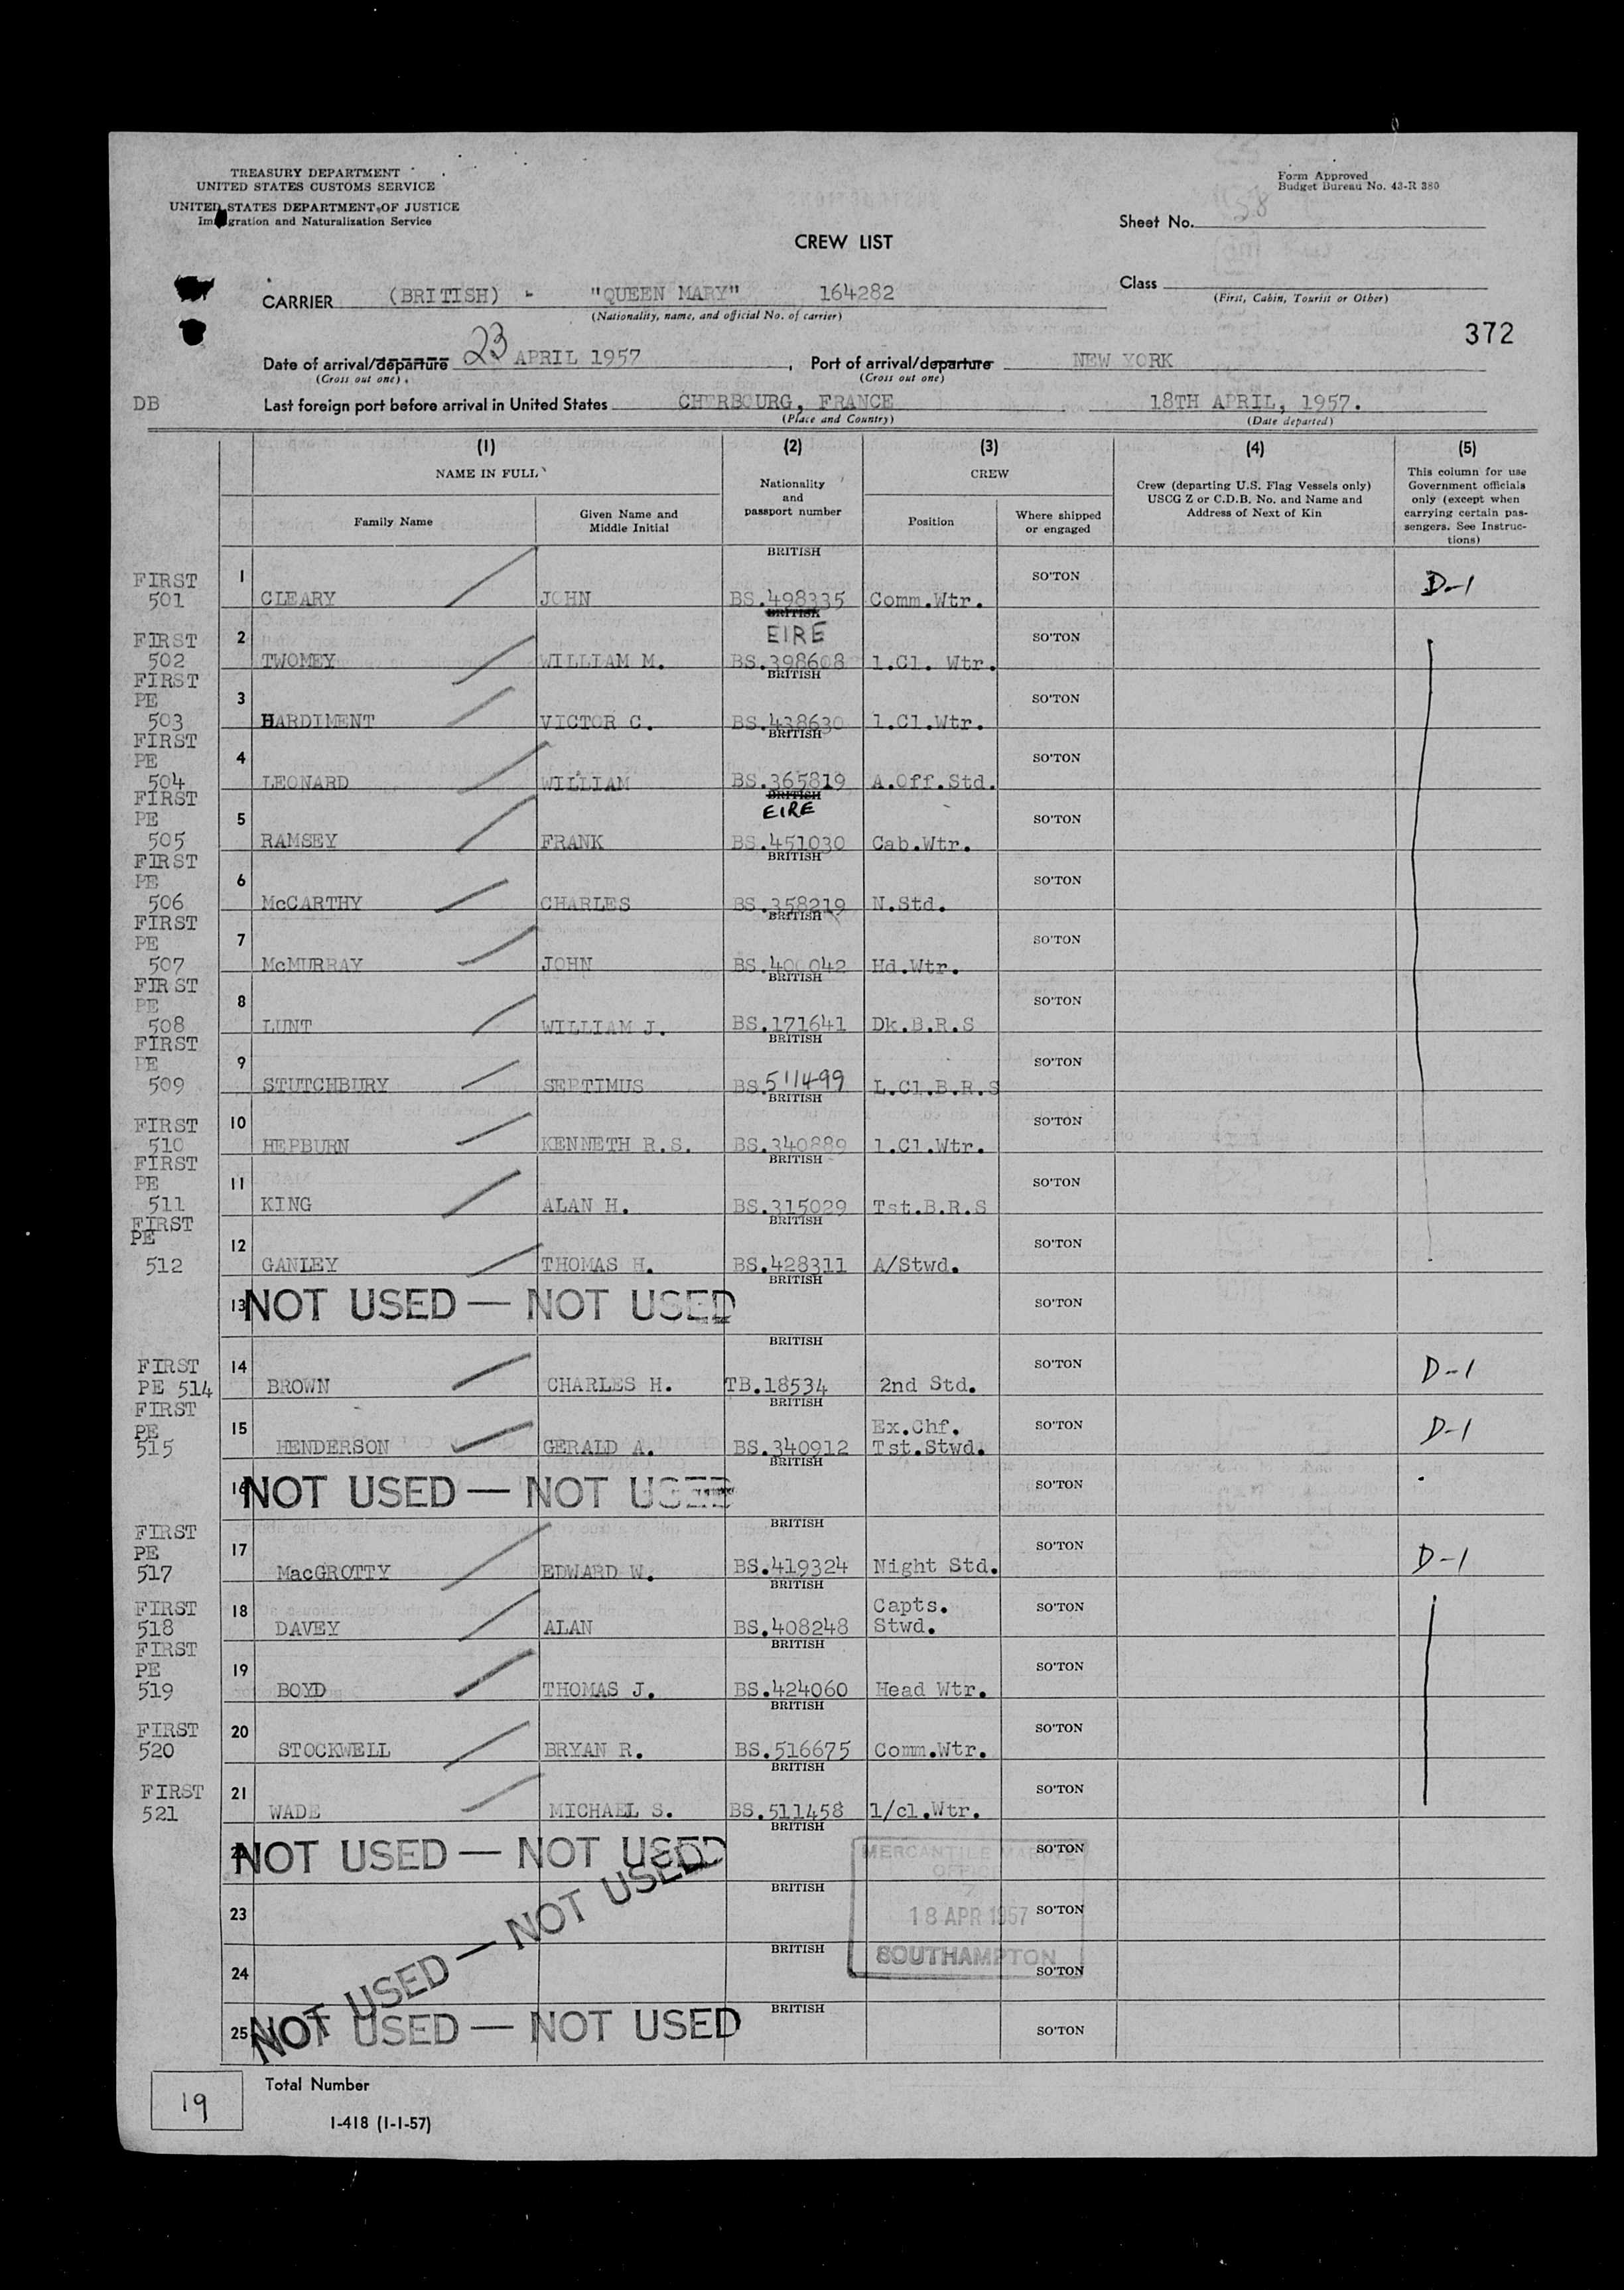 TREASURY DEPARTMENT
UNITED STATES CUSTOMS SERVICE
UNITED STATES DEPARTMENT OF JUSTICE
Immigration and Naturalization Service
Form Approved
Budget Bureau No. 43-R 380
Sheet No. 58
CREW LIST
CARRIER (BRITISH) - "QUEEN MARY" 164282
(Nationality, name, and official No. of carrier)
Class
(First, Cabin, Tourist or Other)
372
Date of arrival/departure 23 APRIL 1957, Port of arrival/departure NEW YORK
(Cross out one) (Cross out one)
DB Last foreign port before arrival in United States CHERBOURG, FRANCE 18TH APRIL, 1957.
(Place and Country) (Date departed)
(1) (2) (3) (4) (5)
NAME IN FULL
Family Name
Given Name and Middle Initial
Nationality and passport number
CREW
Position
Where shipped or engaged
Crew (departing U.S. Flag Vessels only) USCG Z or C.D.B. No. and Name and Address of Next of Kin
This column for use Government officials only (except when carrying certain passengers. See Instructions)
FIRST 501 1 CLEARY JOHN BRITISH BS.498335 Comm.Wtr. SO'TON D-1
FIRST 502 2 TWOMEY WILLIAM M. BRITISH EIRE BS.398608 1.Cl. Wtr. SO'TON
FIRST PE 503 3 HARDIMENT VICTOR C. BRITISH BS.438630 1.Cl.Wtr. SO'TON
FIRST PE 504 4 LEONARD WILLIAM BRITISH BS.365819 A.Off.Std. SO'TON
FIRST PE 505 5 RAMSEY FRANK BRITISH EIRE BS.451030 Cab.Wtr. SO'TON
FIRST PE 506 6 McCARTHY CHARLES BRITISH BS.358219 N.Std. SO'TON
FIRST PE 507 7 McMURRAY JOHN BRITISH BS.400042 Hd.Wtr. SO'TON
FIRST PE 508 8 LUNT WILLIAM J. BRITISH BS.171641 Dk.B.R.S SO'TON
FIRST PE 509 9 STUTCHBURY SEPTIMUS BRITISH BS.511499 L.Cl.B.R.S SO'TON
FIRST 510 10 HEPBURN KENNETH R.S. BRITISH BS.340889 1.Cl.Wtr. SO'TON
FIRST PE 511 11 KING ALAN H. BRITISH BS.315029 Tst.B.R.S SO'TON
FIRST PE 512 12 GANLEY THOMAS H. BRITISH BS.428311 A/Stwd. SO'TON
13 NOT USED — NOT USED BRITISH SO'TON
FIRST PE 514 14 BROWN CHARLES H. BRITISH TB.18534 2nd Std. SO'TON D-1
FIRST PE 515 15 HENDERSON GERALD A. BRITISH BS.340912 Ex.Chf. Tst.Stwd. SO'TON D-1
16 NOT USED — NOT USED BRITISH SO'TON
FIRST PE 517 17 MacGROTTY EDWARD W. BRITISH BS.419324 Night Std. SO'TON D-1
FIRST 518 18 DAVEY ALAN BRITISH BS.408248 Capts. Stwd. SO'TON
FIRST PE 519 19 BOYD THOMAS J. BRITISH BS.424060 Head Wtr. SO'TON
FIRST 520 20 STOCKWELL BRYAN R. BRITISH BS.516675 Comm.Wtr. SO'TON
FIRST 521 21 WADE MICHAEL S. BRITISH BS.511458 1/cl.Wtr. SO'TON
NOT USED — NOT USED BRITISH SO'TON
23 BRITISH SO'TON
24 BRITISH SO'TON
NOT USED — NOT USED
25 NOT USED — NOT USED BRITISH SO'TON
MERCANTILE MARINE
OFFICE
18 APR 1957
SOUTHAMPTON
19 Total Number
I-418 (1-1-57)